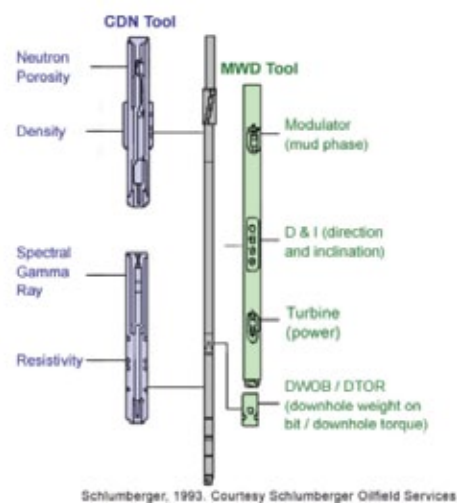 CDN Tool
Neutron
Porosity
Density
Spectral
Gamma
Ray
Resistivity
MWD Tool
Modulator
(mud phase)
D & I (direction
and inclination)
Turbine
(power)
DWOB / DTOR
(downhole weight on
bit / downhole torque)
Schlumberger, 1993. Courtesy Schlumberger Oilfield Services